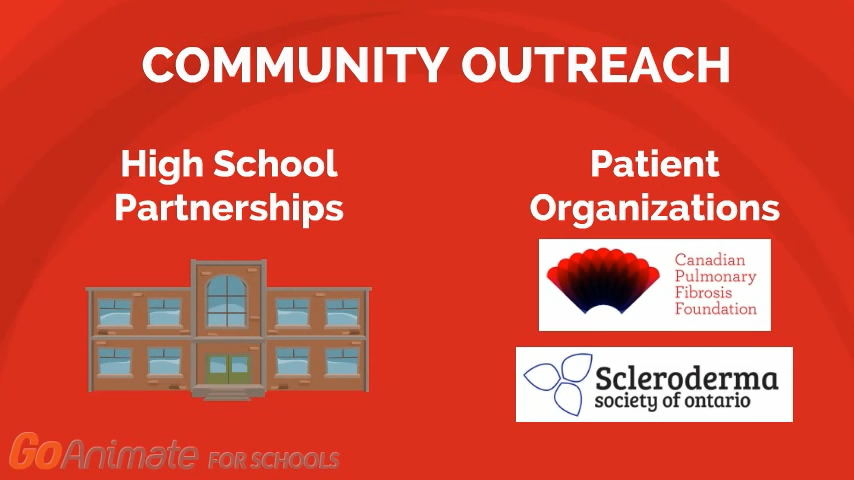 COMMUNITY OUTREACH
High School
Partnerships
Patient
Organizations
Canadian
Pulmonary
Fibrosis
Foundation
Scleroderma
society of ontario
GoAnimate FOR SCHOOLS